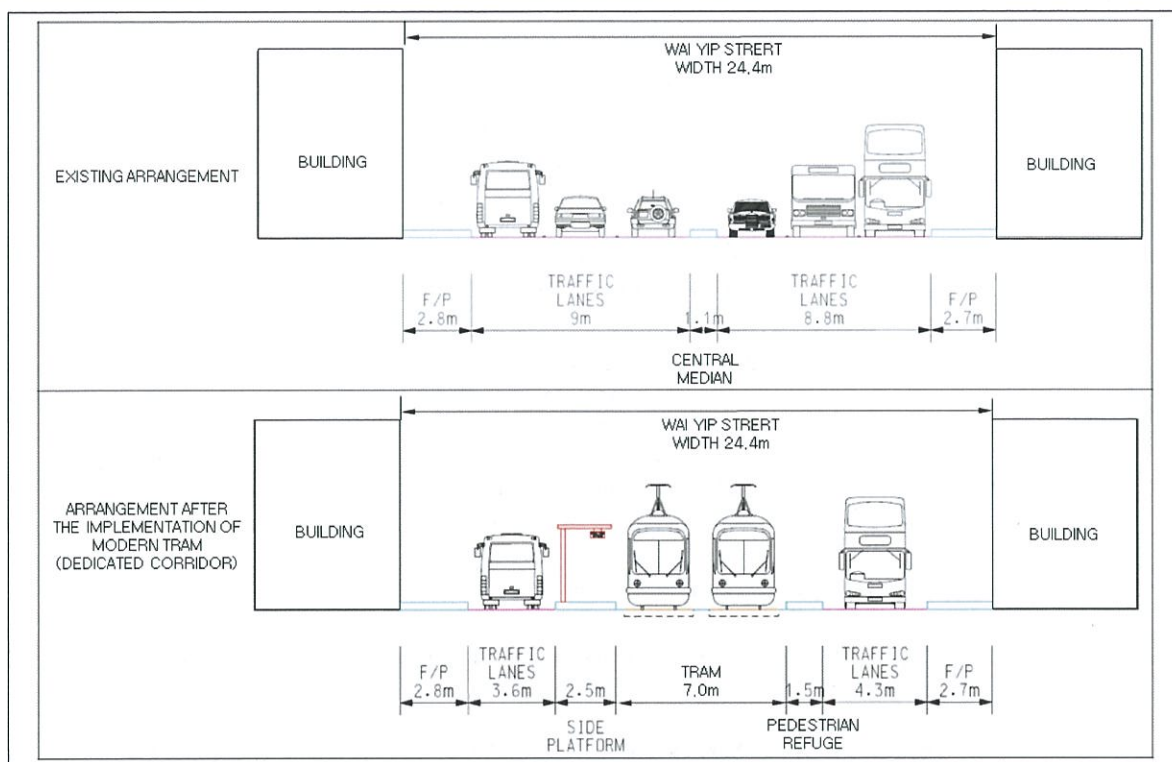 WAI YIP STRERT
WIDTH 24.4m
EXISTING ARRANGEMENT
BUILDING
BUILDING
F/P
2.8m
TRAFFIC
LANES
9m
1.1m
TRAFFIC
LANES
8.8m
F/P
2.7m
CENTRAL
MEDIAN
WAI YIP STRERT
WIDTH 24.4m
ARRANGEMENT AFTER
THE IMPLEMENTATION OF
MODERN TRAM
(DEDICATED CORRIDOR)
BUILDING
BUILDING
F/P
2.8m
TRAFFIC
LANES
3.6m
2.5m
TRAM
7.0m
1.5m
TRAFFIC
LANES
4.3m
F/P
2.7m
SIDE
PLATFORM
PEDESTRIAN
REFUGE